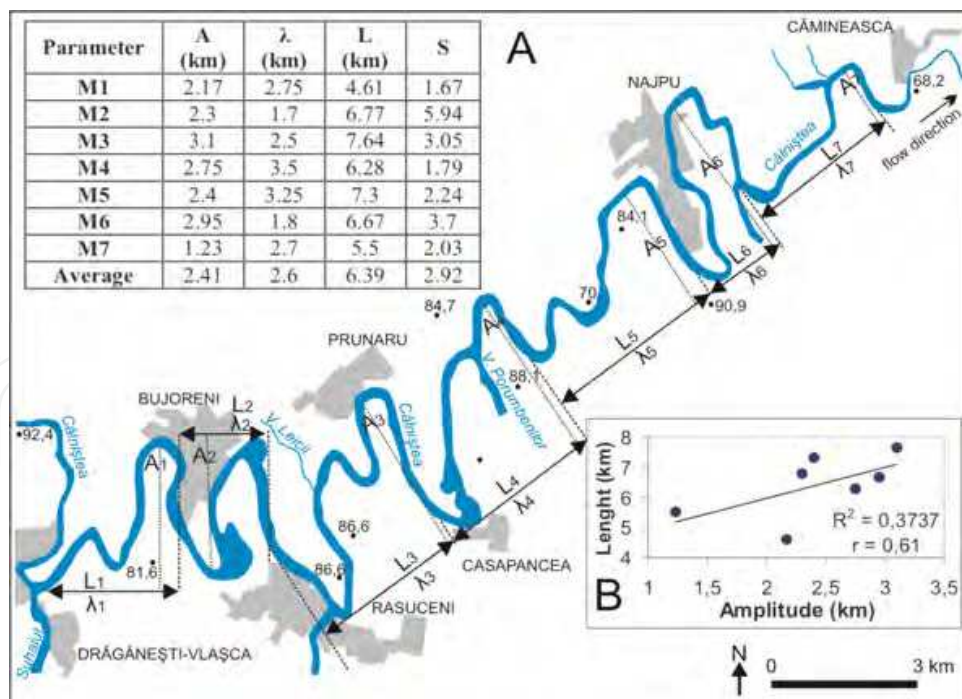 Parameter A (km) λ (km) L (km) S
M1 2.17 2.75 4.61 1.67
M2 2.3 1.7 6.77 5.94
M3 3.1 2.5 7.64 3.05
M4 2.75 3.5 6.28 1.79
M5 2.4 3.25 7.3 2.24
M6 2.95 1.8 6.67 3.7
M7 1.23 2.7 5.5 2.03
Average 2.41 2.6 6.39 2.92
A
CĂMINEASCA
NAJPU
68,2
flow direction
A7
L7
λ7
Câlniştea
A6
L6
λ6
84,1
A5
90,9
70
L5
λ5
84,7
PRUNARU
A4
88,1
V. Porumbenilor
BUJORENI
L2
λ2
V. Leicii
A3
Câlniştea
92,4
Câlniştea
A1
A2
L4
λ4
86,6
81,6
86,6
L3
λ3
CASAPANCEA
L1
λ1
RASUCENI
Suhaiul
DRĂGĂNEŞTI-VLAŞCA
Lenght (km)
8
7
6
5
4
R² = 0,3737
r = 0,61
1 1,5 2 2,5 3 3,5
Amplitude (km)
B
N
0 3 km